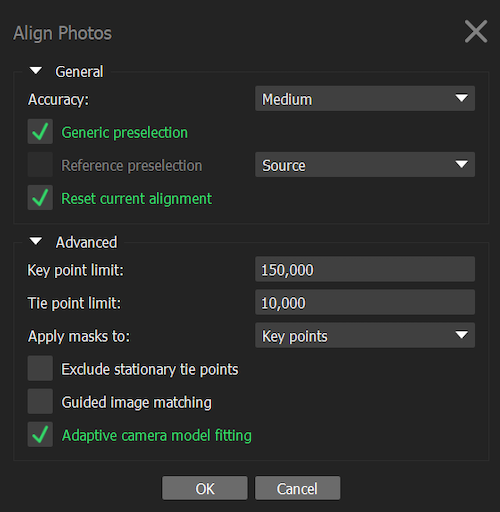 Align Photos
General
Accuracy: Medium
Generic preselection
Reference preselection Source
Reset current alignment
Advanced
Key point limit: 150,000
Tie point limit: 10,000
Apply masks to: Key points
Exclude stationary tie points
Guided image matching
Adaptive camera model fitting
OK Cancel